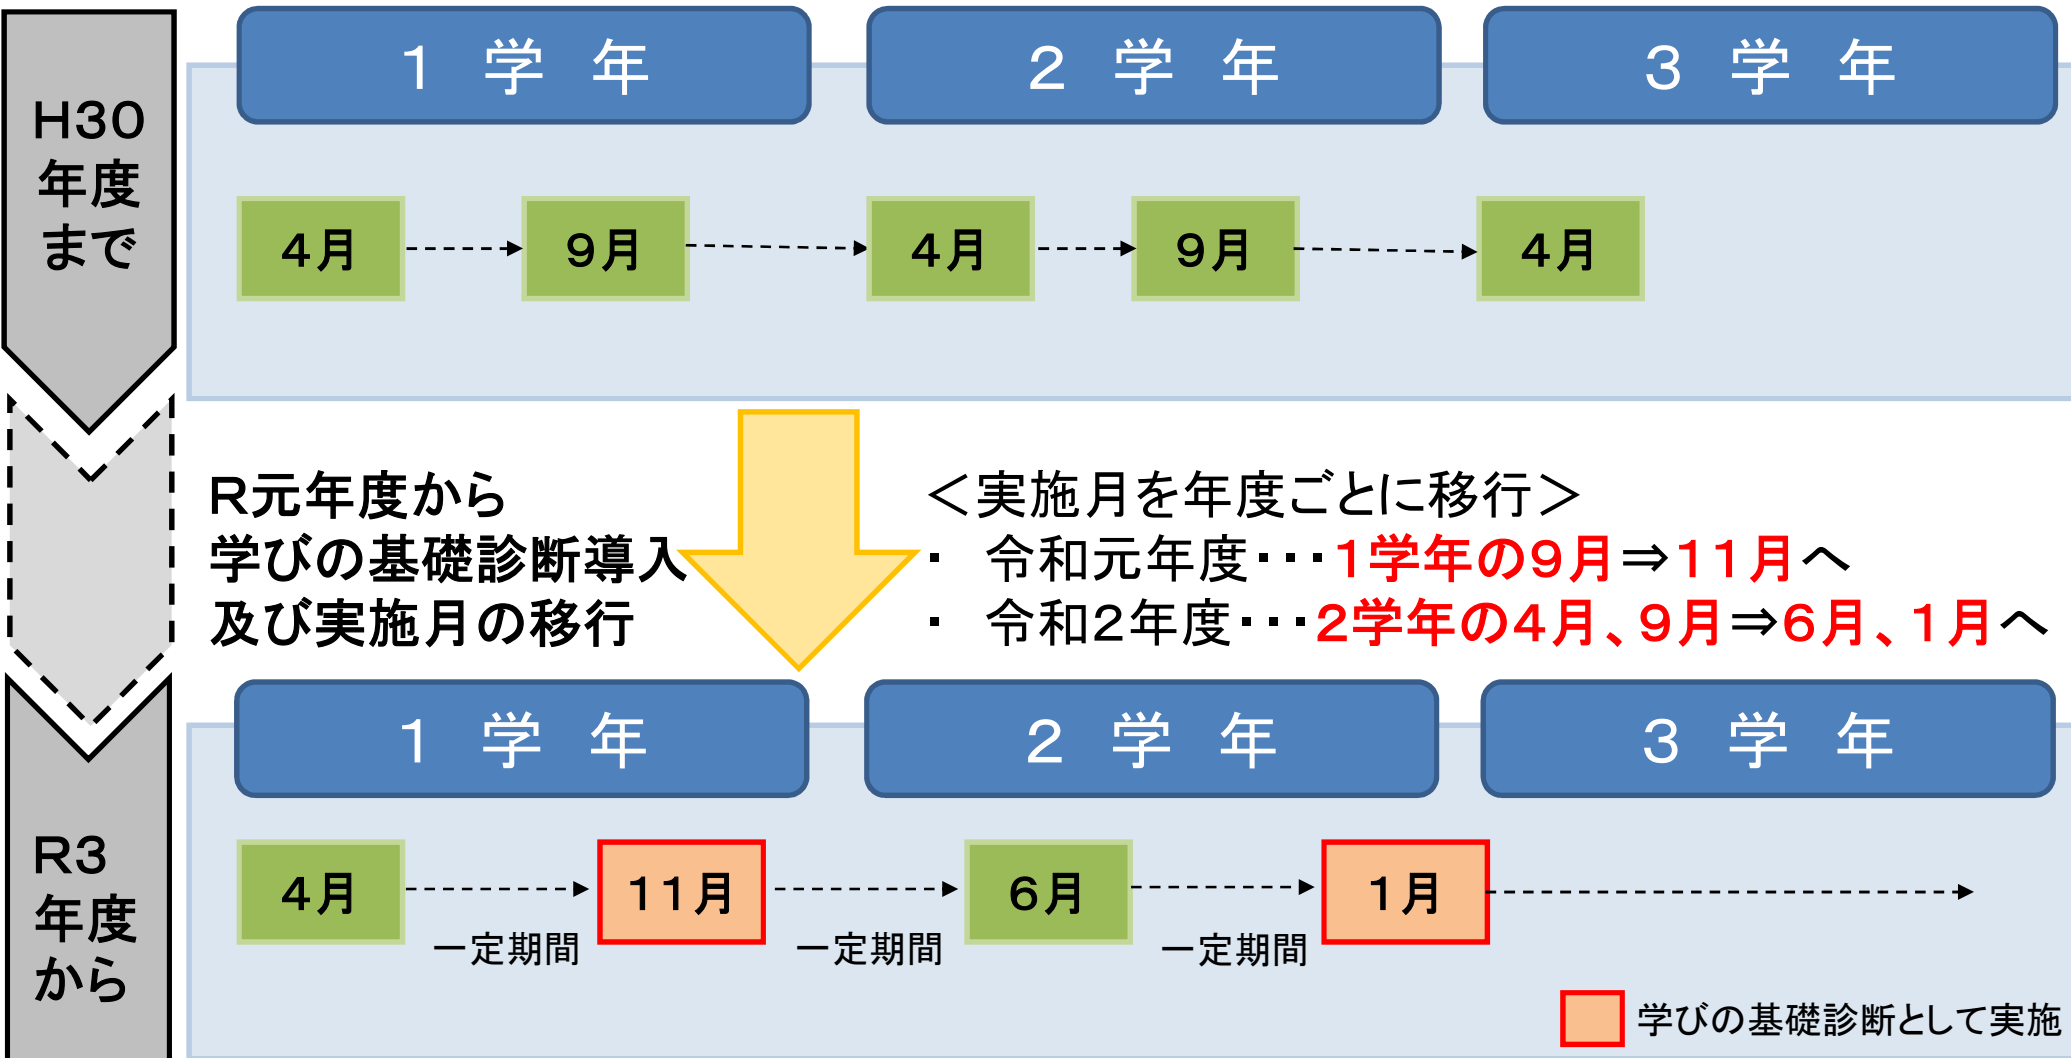 H30
年度
まで
１　学　年
２　学　年
３　学　年
4月
9月
4月
9月
4月
R元年度から
学びの基礎診断導入
及び実施月の移行
＜実施月を年度ごとに移行＞
・　令和元年度・・・1学年の9月⇒11月へ
・　令和2年度・・・2学年の4月、9月⇒6月、1月へ
R3
年度
から
１　学　年
２　学　年
３　学　年
4月
11月
6月
1月
一定期間
一定期間
一定期間
学びの基礎診断として実施